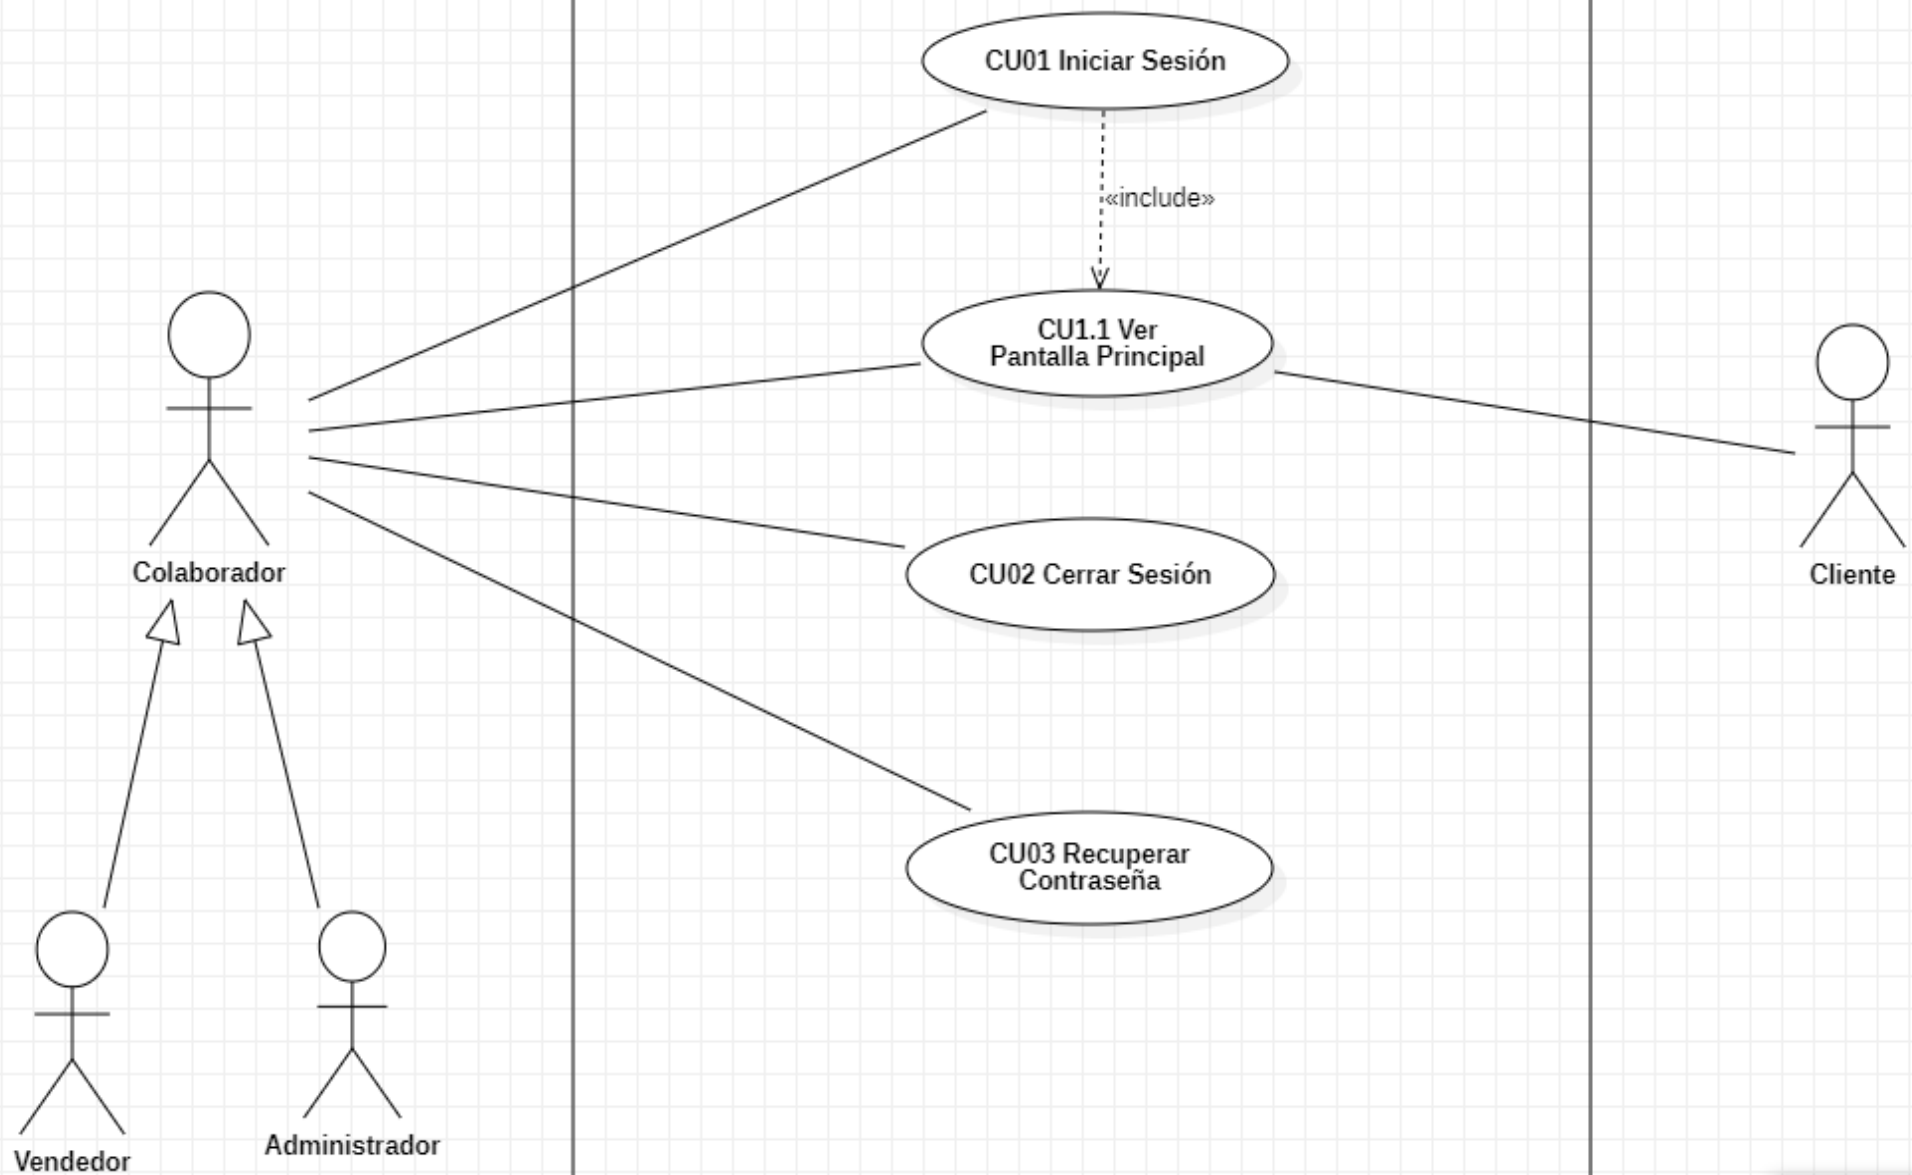 CU01 Iniciar Sesión
«include»
CU1.1 Ver
Pantalla Principal
Colaborador
CU02 Cerrar Sesión
Cliente
CU03 Recuperar
Contraseña
Vendedor
Administrador